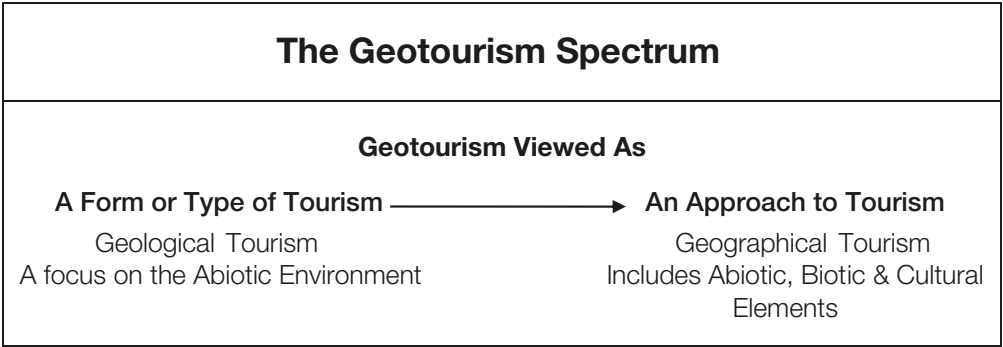 The Geotourism Spectrum
Geotourism Viewed As
A Form or Type of Tourism
An Approach to Tourism
Geological Tourism
Geographical Tourism
A focus on the Abiotic Environment
Includes Abiotic, Biotic & Cultural
Elements